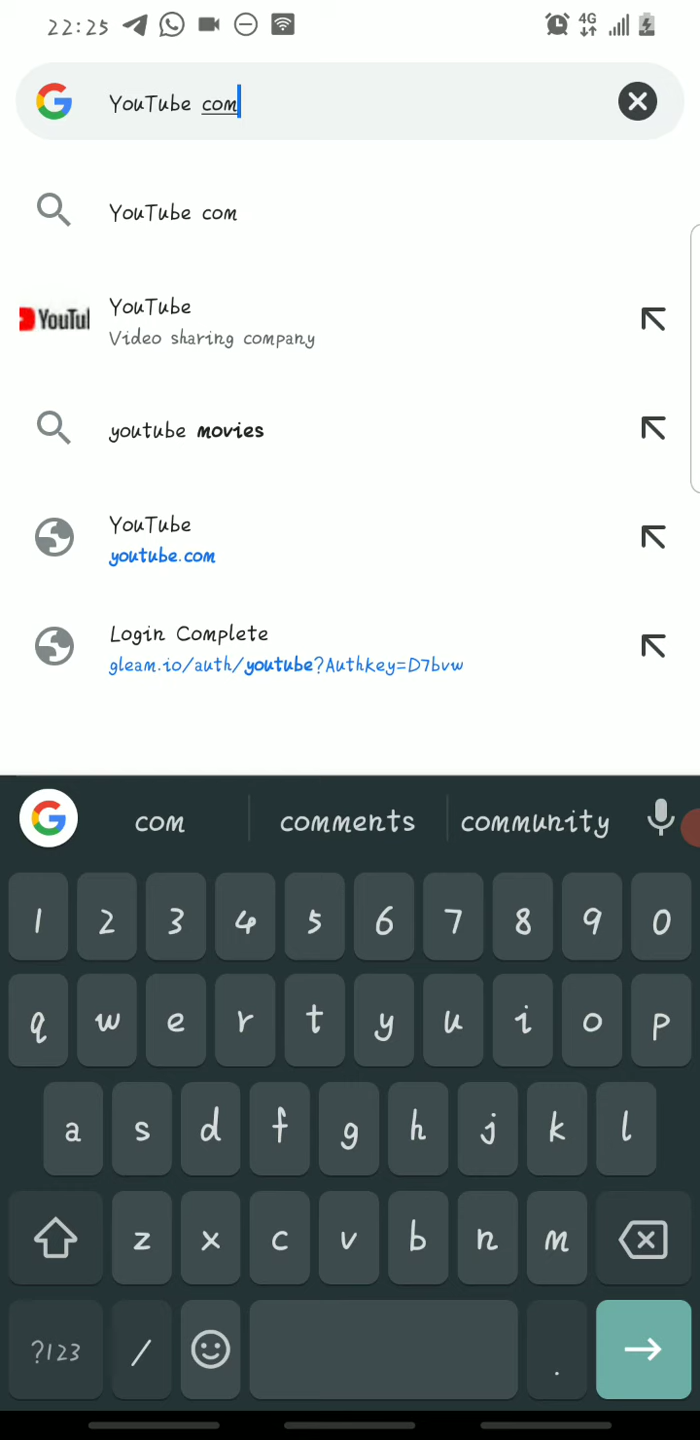 22:25
4G
YouTube com
YouTube com
YouTul
YouTube
Video sharing company
youtube movies
YouTube
youtube.com
Login Complete
gleam.io/auth/youtube?Authkey=D7bvw
com comments community
1 2 3 4 5 6 7 8 9 0
q w e r t y u i o p
a s d f g h j k l
z x c v b n m
?123 / .